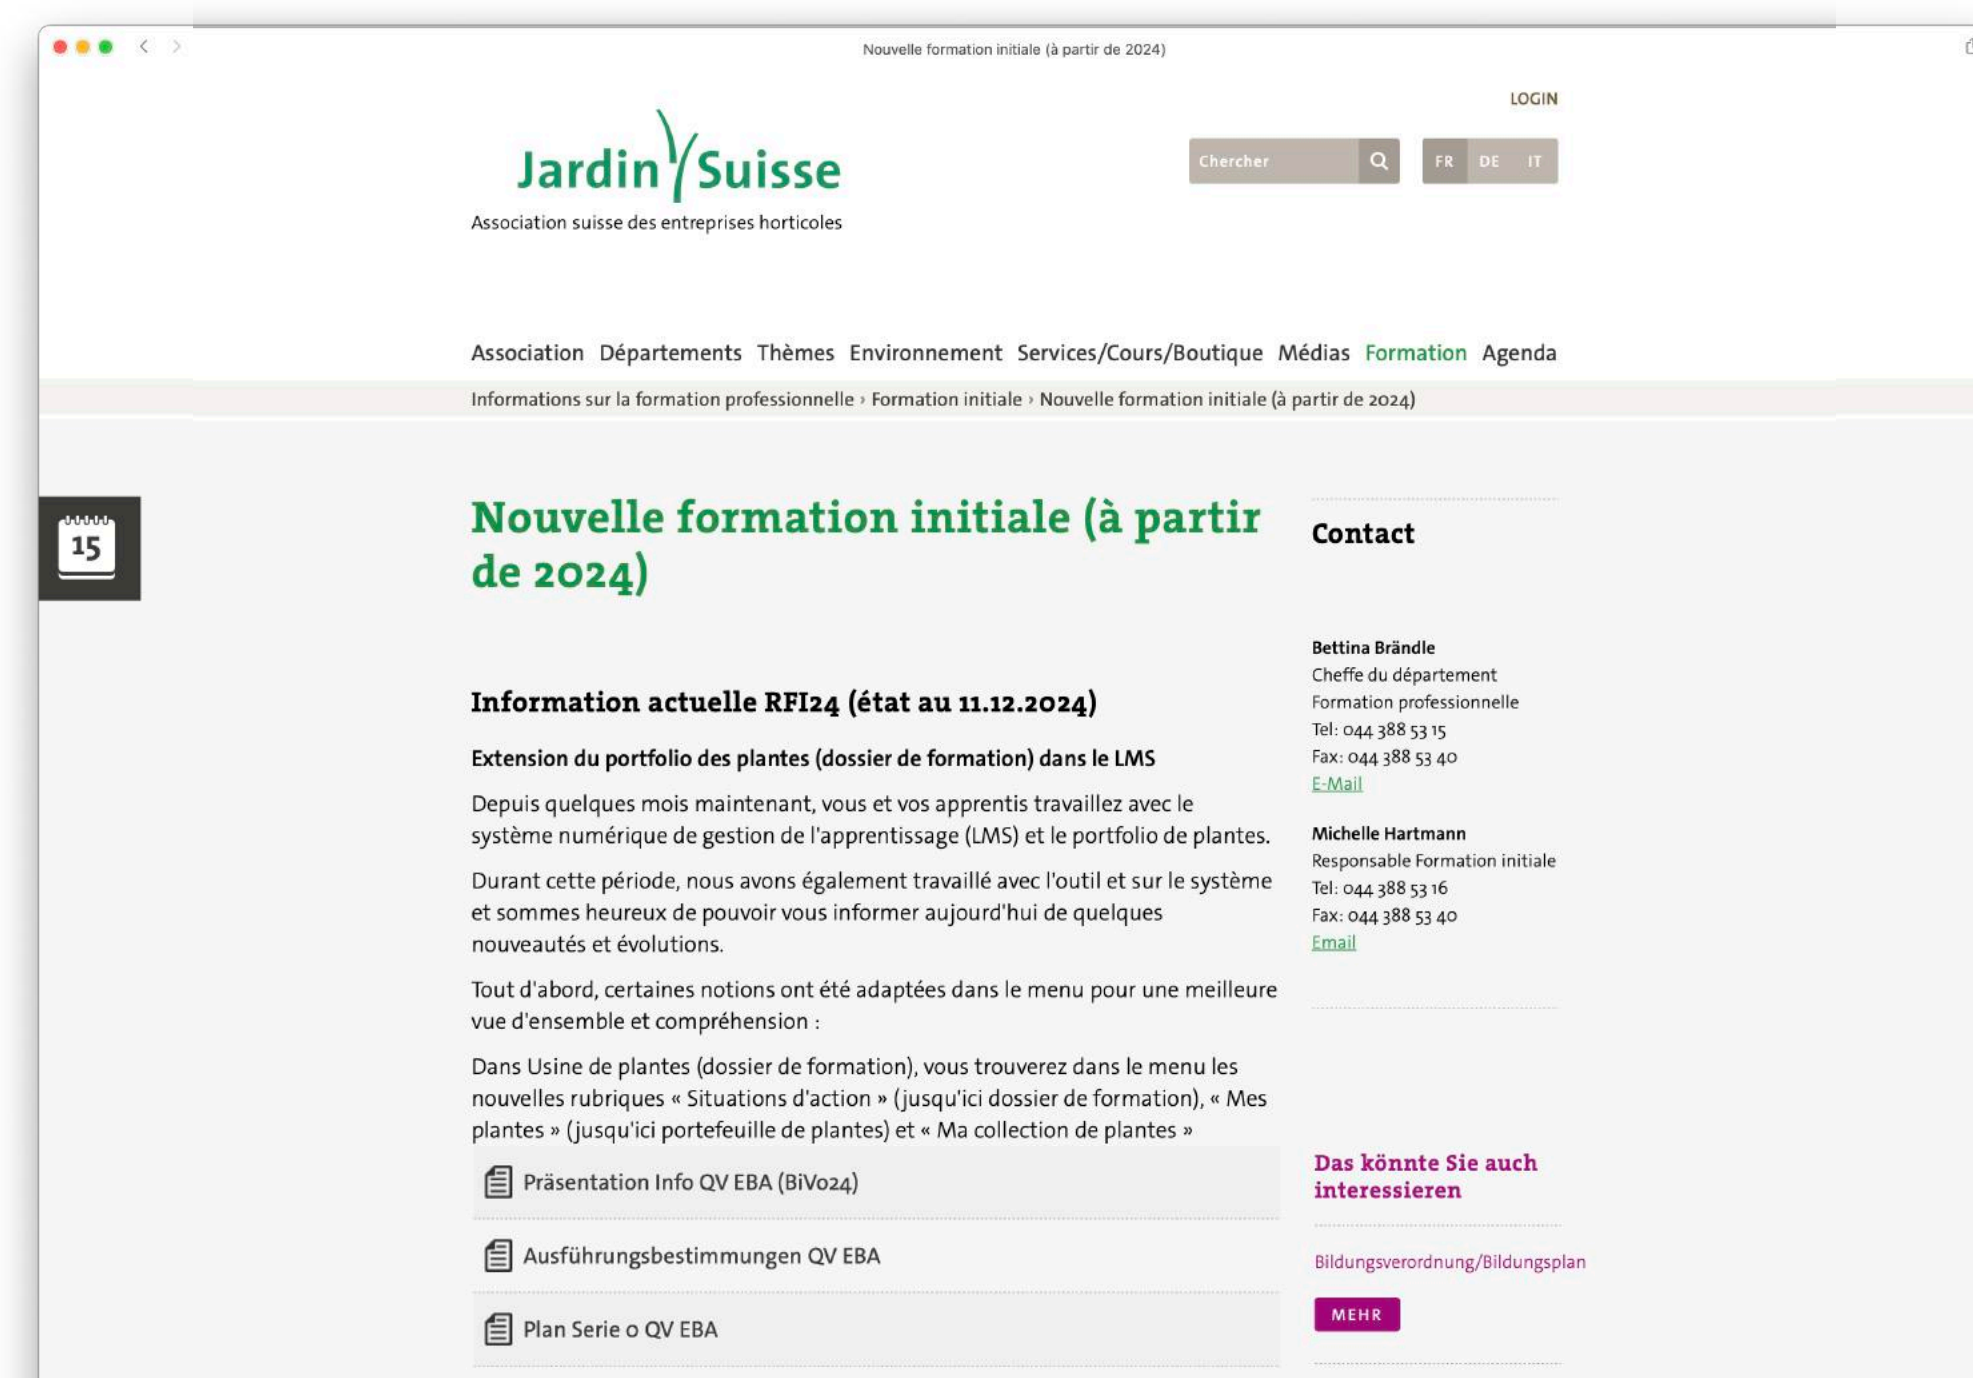 Nouvelle formation initiale (à partir de 2024)
LOGIN
Jardin Suisse
Association suisse des entreprises horticoles
Chercher
FR DE IT
Association Départements Thèmes Environnement Services/Cours/Boutique Médias Formation Agenda
Informations sur la formation professionnelle › Formation initiale › Nouvelle formation initiale (à partir de 2024)
15
Nouvelle formation initiale (à partir
de 2024)
Information actuelle RFI24 (état au 11.12.2024)
Extension du portfolio des plantes (dossier de formation) dans le LMS
Depuis quelques mois maintenant, vous et vos apprentis travaillez avec le
système numérique de gestion de l'apprentissage (LMS) et le portfolio de plantes.
Durant cette période, nous avons également travaillé avec l'outil et sur le système
et sommes heureux de pouvoir vous informer aujourd'hui de quelques
nouveautés et évolutions.
Tout d'abord, certaines notions ont été adaptées dans le menu pour une meilleure
vue d'ensemble et compréhension :
Dans Usine de plantes (dossier de formation), vous trouverez dans le menu les
nouvelles rubriques « Situations d'action » (jusqu'ici dossier de formation), « Mes
plantes » (jusqu'ici portefeuille de plantes) et « Ma collection de plantes »
Präsentation Info QV EBA (BiVo24)
Ausführungsbestimmungen QV EBA
Plan Serie 0 QV EBA
Contact
Bettina Brändle
Cheffe du département
Formation professionnelle
Tel: 044 388 53 15
Fax: 044 388 53 40
E-Mail
Michelle Hartmann
Responsable Formation initiale
Tel: 044 388 53 16
Fax: 044 388 53 40
Email
Das könnte Sie auch
interessieren
Bildungsverordnung/Bildungsplan
MEHR